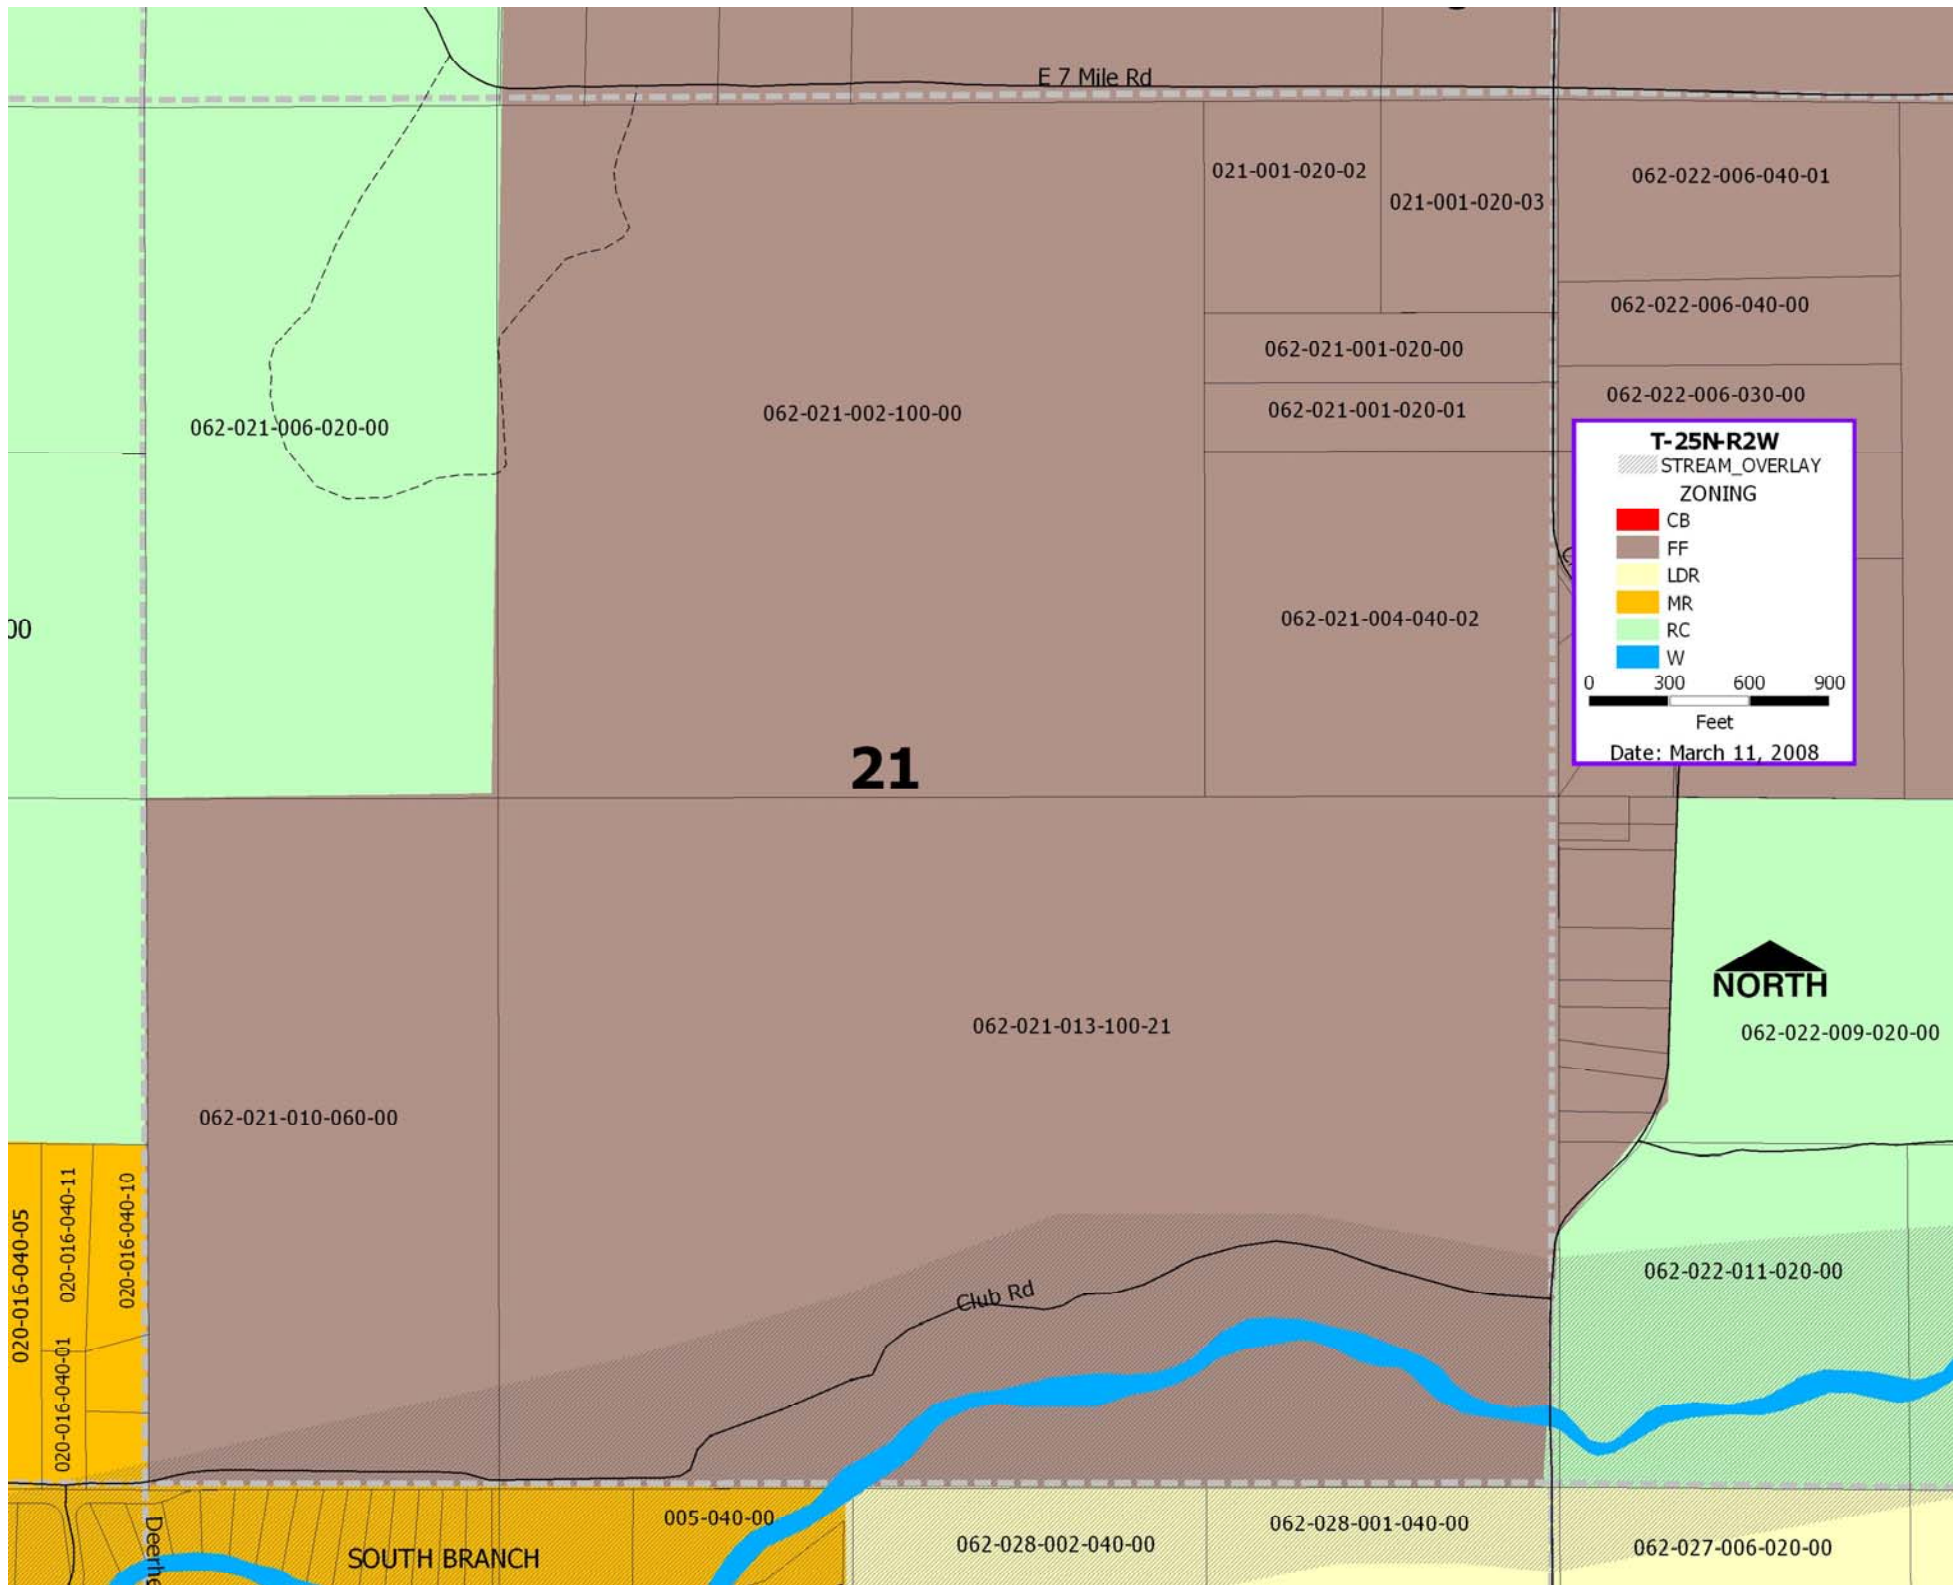 E 7 Mile Rd
021-001-020-02
062-022-006-040-01
021-001-020-03
062-022-006-040-00
062-021-001-020-00
062-022-006-030-00
062-021-001-020-01
062-021-002-100-00
062-021-006-020-00
T-25N-R2W
STREAM_OVERLAY
ZONING
CB
FF
LDR
MR
RC
W
0 300 600 900
Feet
Date: March 11, 2008
062-021-004-040-02
00
21
NORTH
062-022-009-020-00
062-021-013-100-21
062-021-010-060-00
020-016-040-05
020-016-040-11
020-016-040-10
020-016-040-01
062-022-011-020-00
Club Rd
005-040-00
062-028-002-040-00
062-028-001-040-00
062-027-006-020-00
SOUTH BRANCH